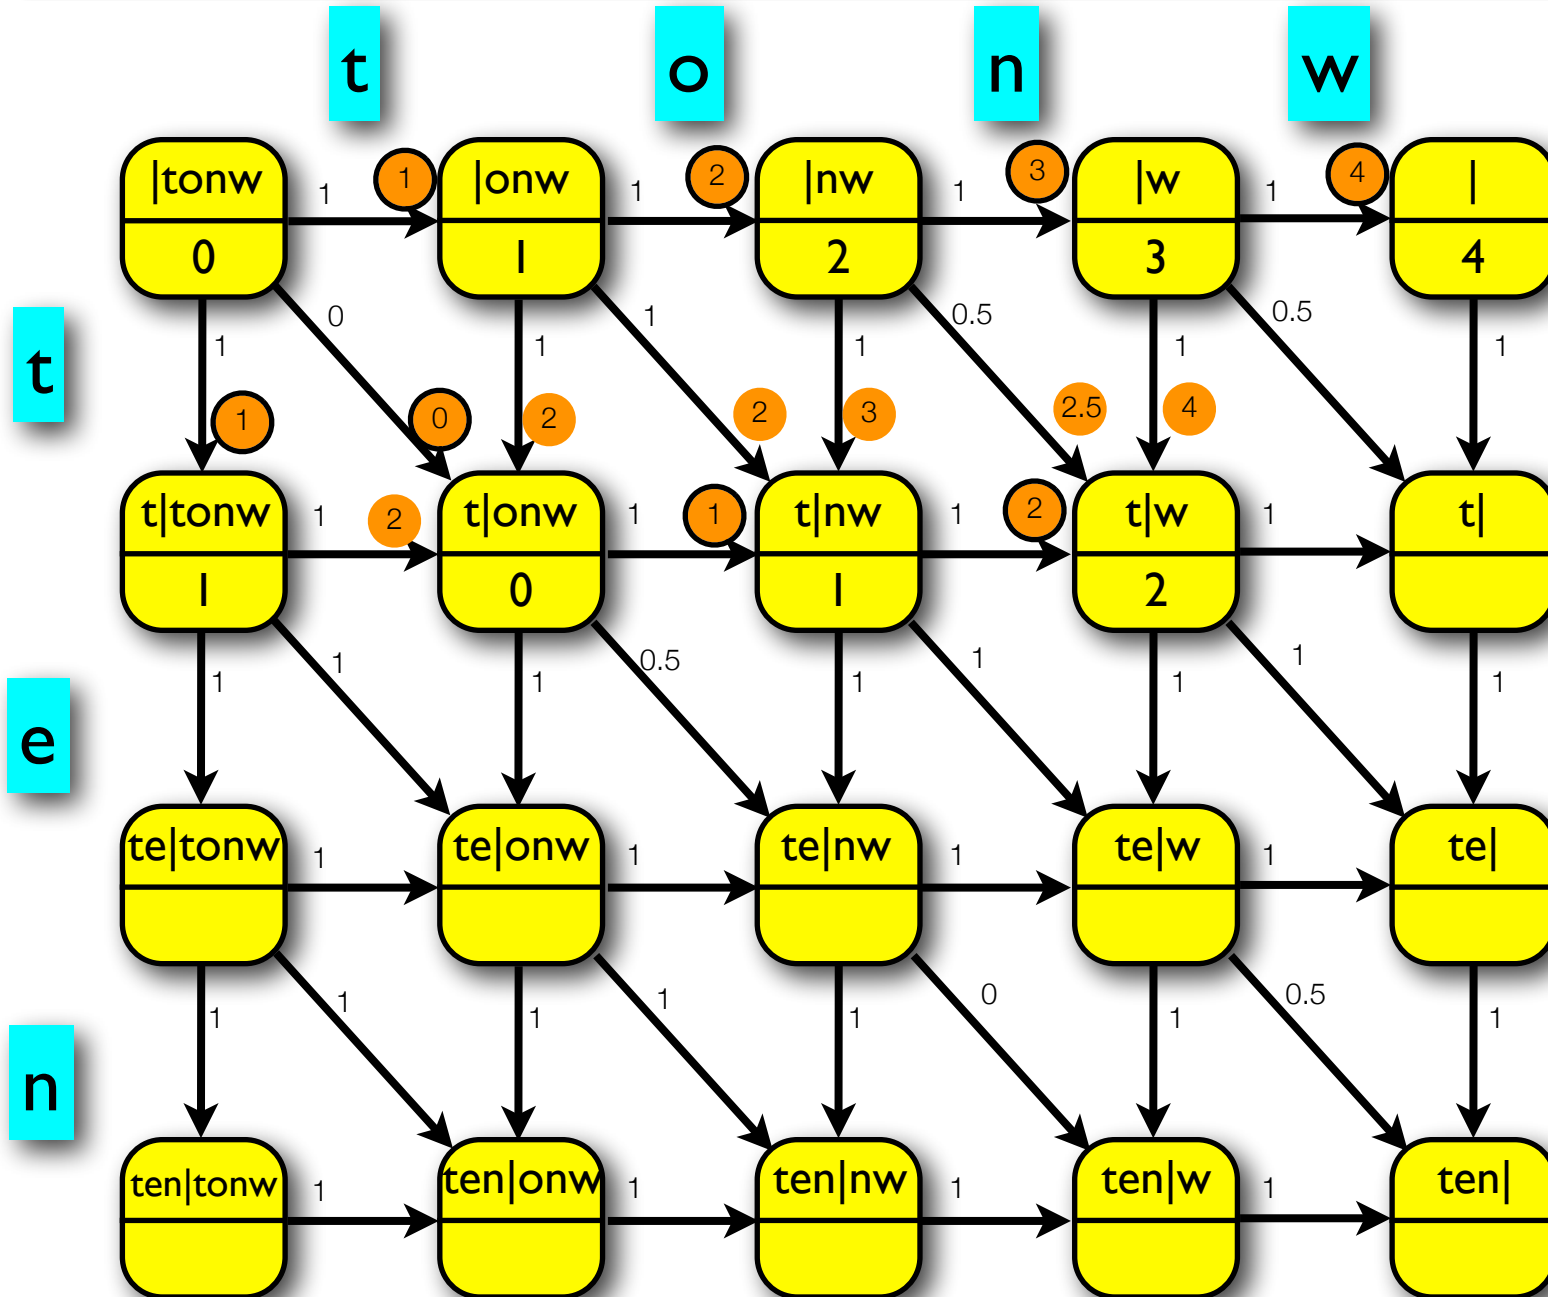 t o n w
|tonw 1 1 |onw 1 2 |nw 1 3 |w 1 4 |
0 1 2 3 4
0 1 0.5 0.5
t 1 1 1 1 1
1 0 2 2 3 2.5 4
t|tonw 1 2 t|onw 1 1 t|nw 1 2 t|w 1 t|
1 0 1 2
1 0.5 1 1
e 1 1 1 1 1
te|tonw 1 te|onw 1 te|nw 1 te|w 1 te|
1 1 0 0.5
n 1 1 1 1 1
ten|tonw 1 ten|onw 1 ten|nw 1 ten|w 1 ten|